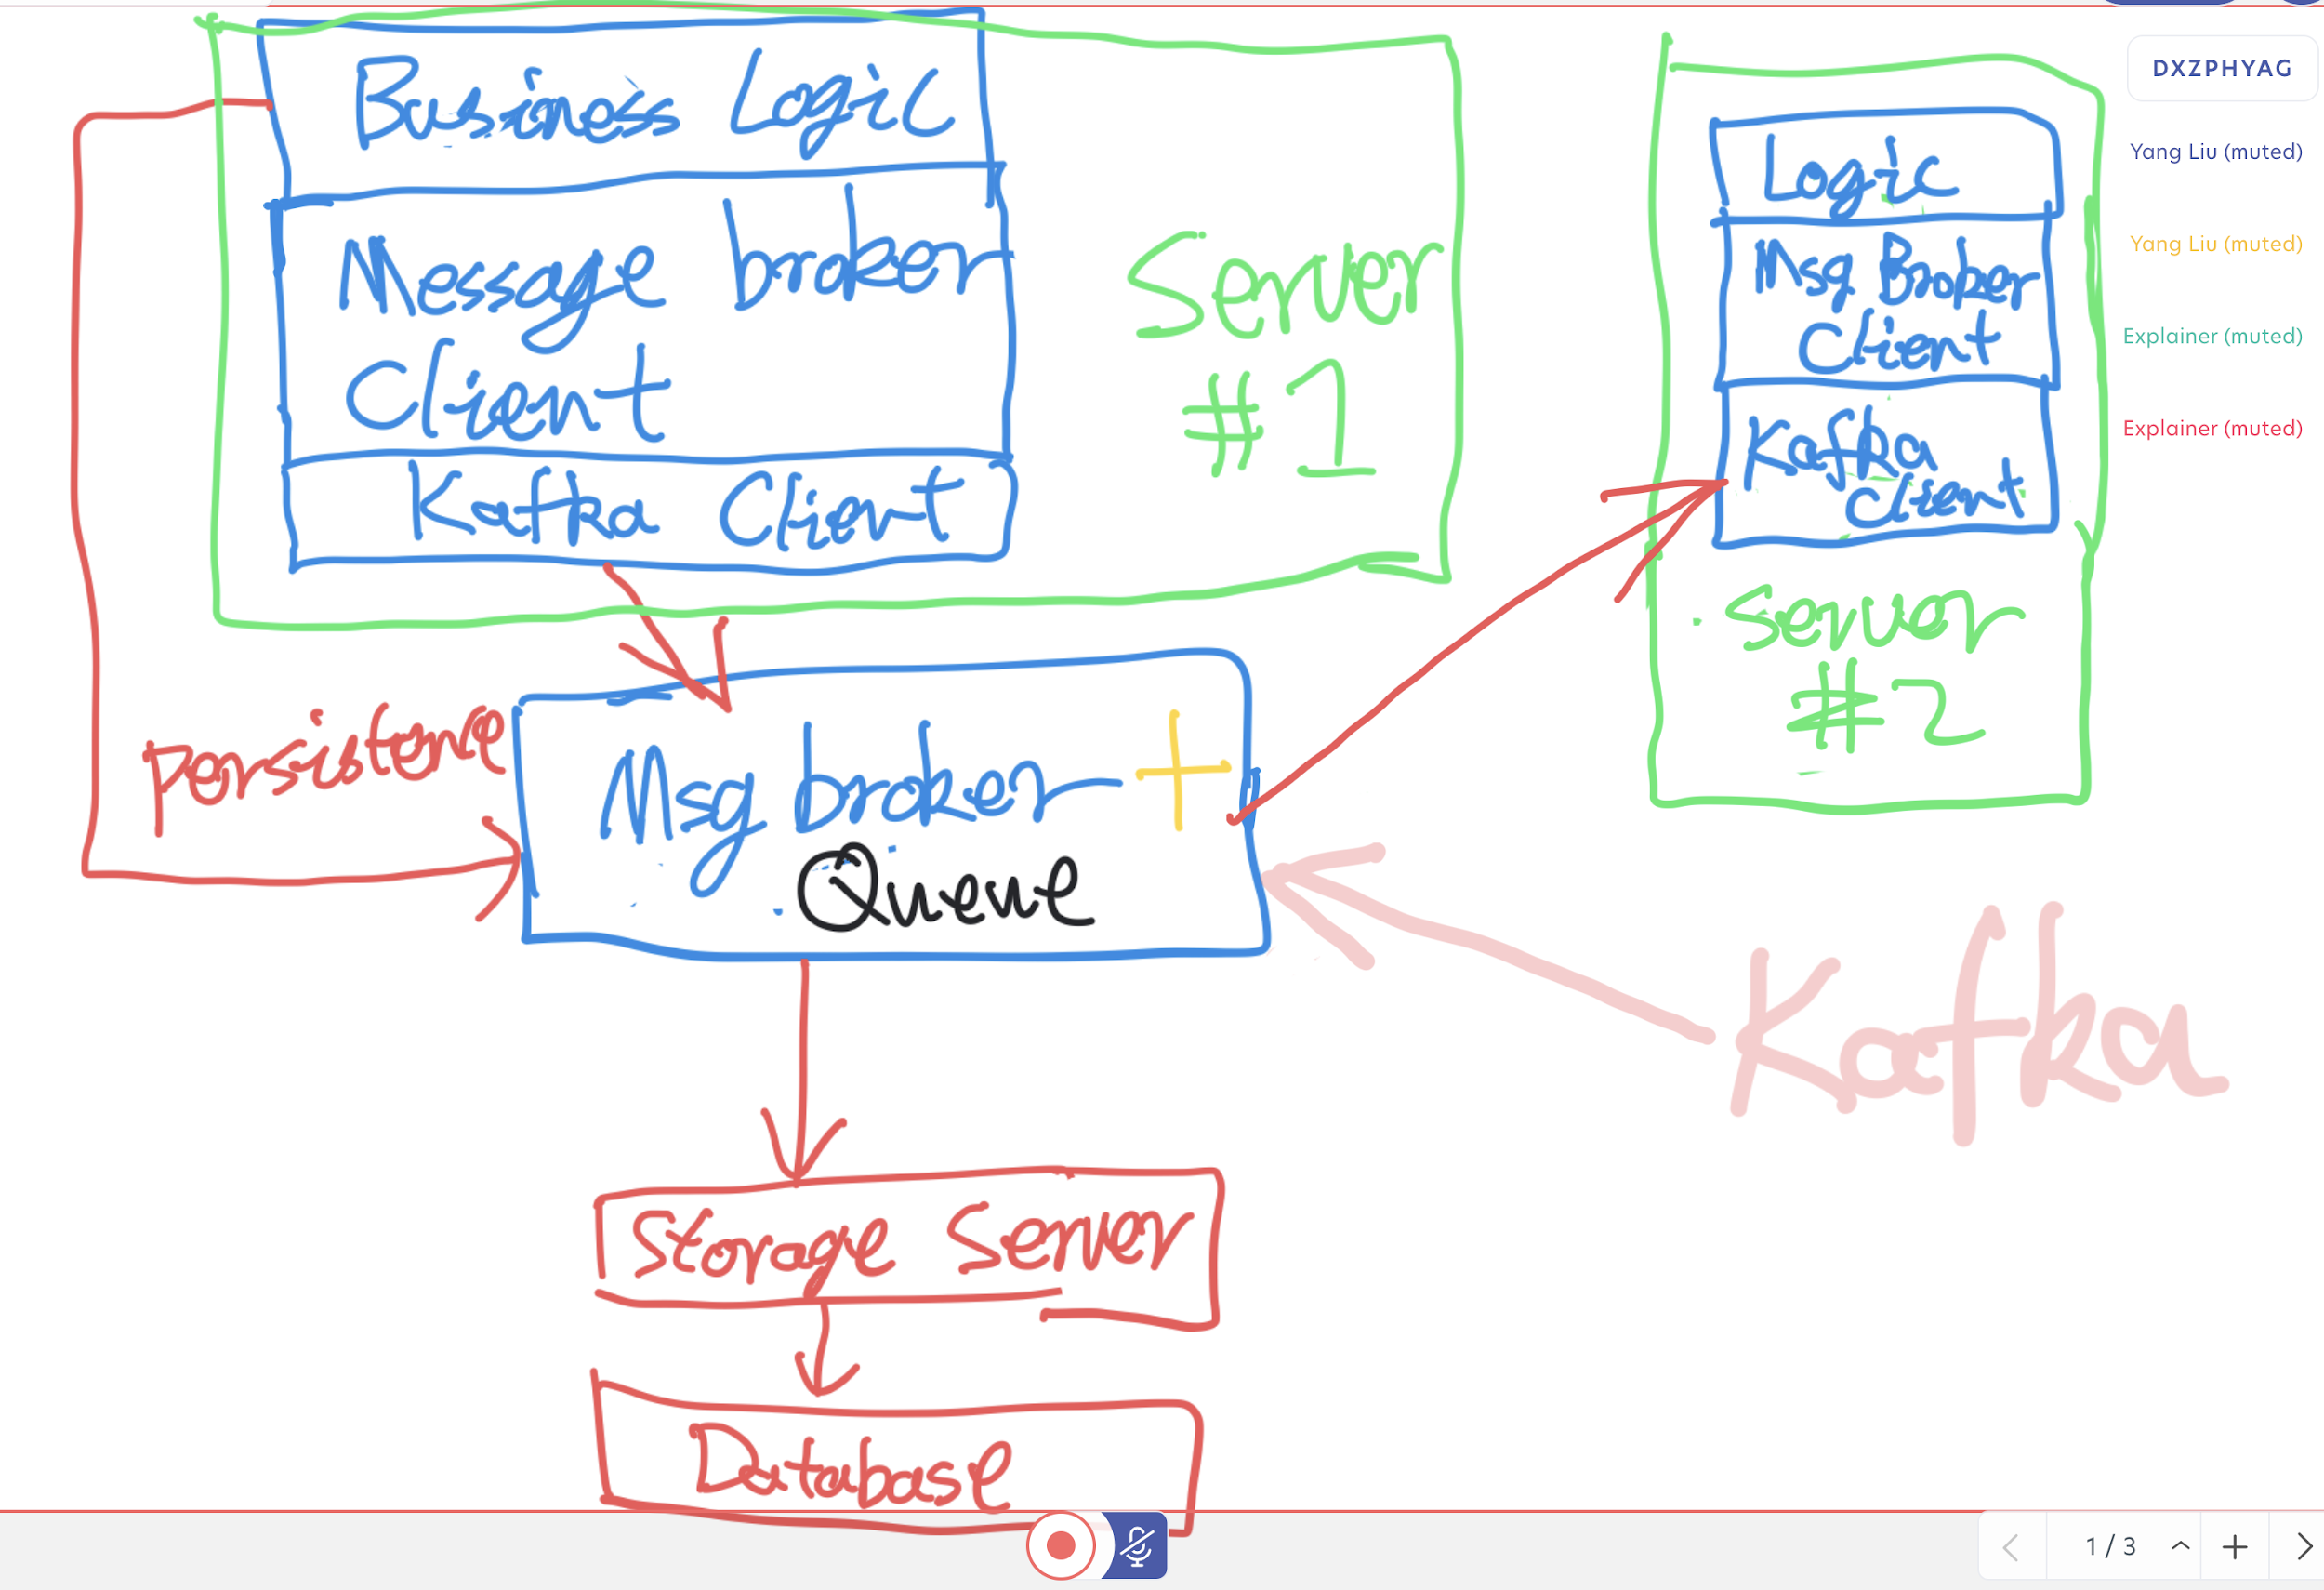 Business Logic
Message broker
Client
Kafka Client
Server
#1
Logic
Msg Broker
Client
Kafka
Client
server
#2
DXZPHYAG
Yang Liu (muted)
Yang Liu (muted)
Explainer (muted)
Explainer (muted)
persistence
Msg broker +
Queue
Kafka
Storage Server
Database
1 / 3